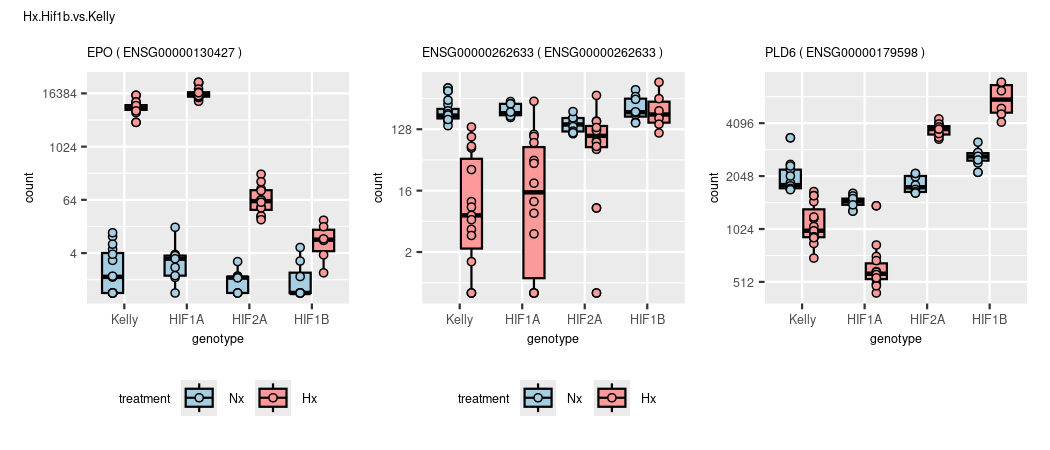 Hx.Hif1b.vs.Kelly
EPO ( ENSG00000130427 )
count
16384
1024
64
4
Kelly HIF1A HIF2A HIF1B
genotype
treatment Nx Hx
ENSG00000262633 ( ENSG00000262633 )
count
128
16
2
Kelly HIF1A HIF2A HIF1B
genotype
treatment Nx Hx
PLD6 ( ENSG00000179598 )
count
4096
2048
1024
512
Kelly HIF1A HIF2A HIF1B
genotype